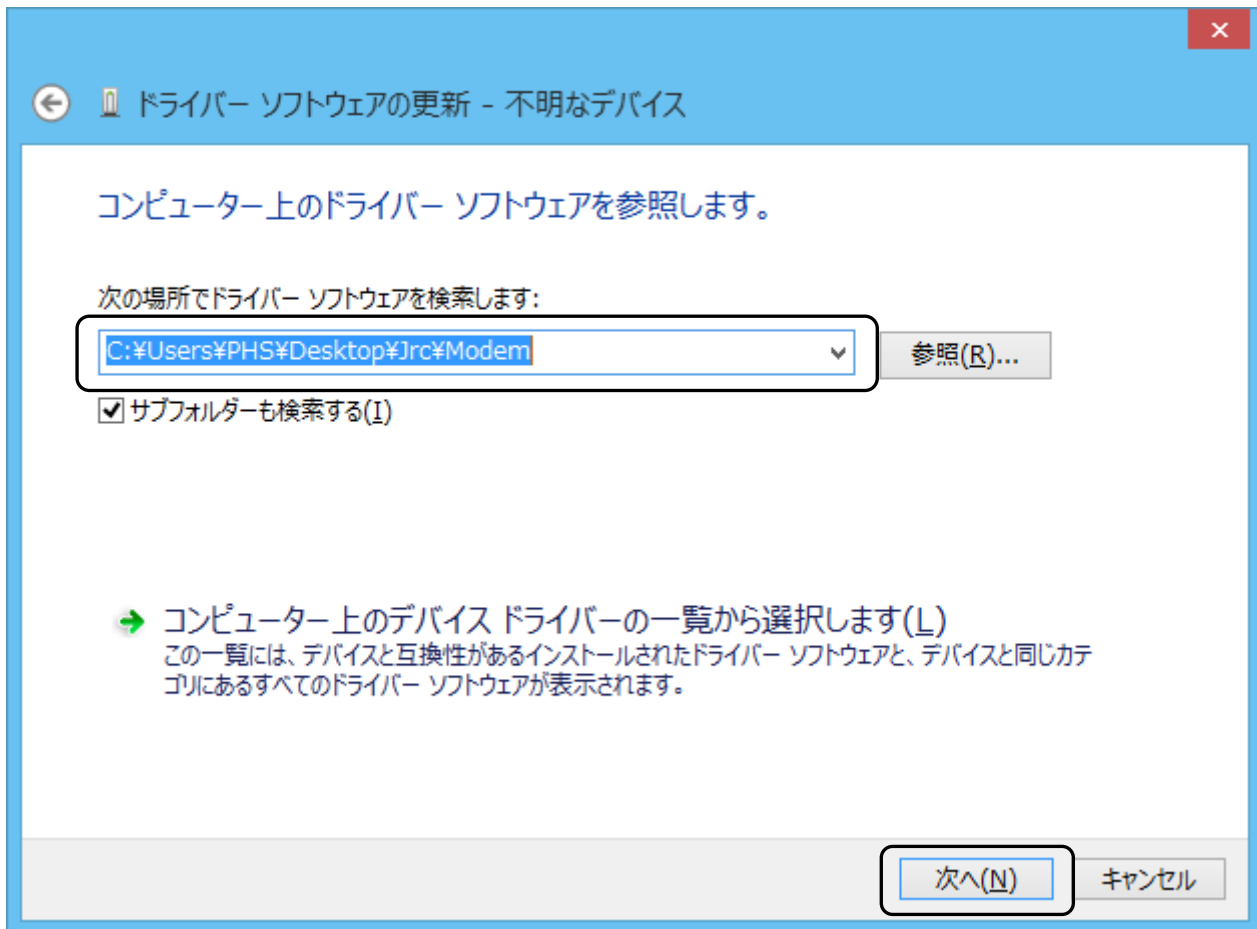 ドライバー ソフトウェアの更新 - 不明なデバイス
コンピューター上のドライバー ソフトウェアを参照します。
次の場所でドライバー ソフトウェアを検索します:
C:¥Users¥PHS¥Desktop¥Jrc¥Modem
参照(R)...
サブフォルダーも検索する(I)
コンピューター上のデバイス ドライバーの一覧から選択します(L)
この一覧には、デバイスと互換性があるインストールされたドライバー ソフトウェアと、デバイスと同じカテ
ゴリにあるすべてのドライバー ソフトウェアが表示されます。
次へ(N)
キャンセル